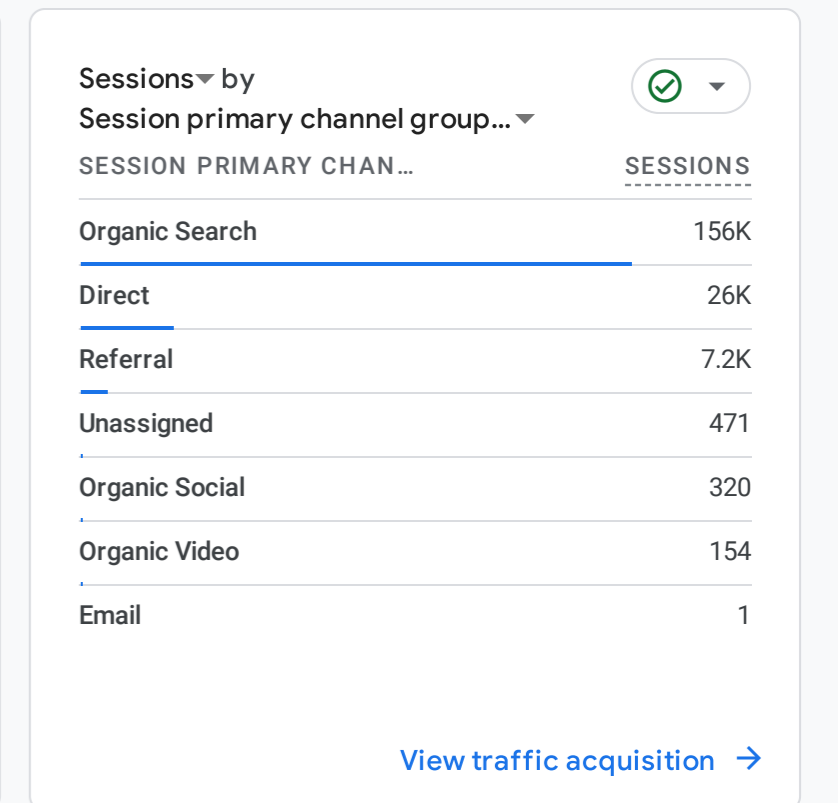 Sessions by
Session primary channel group...
SESSION PRIMARY CHAN...
SESSIONS
Organic Search 156K
Direct 26K
Referral 7.2K
Unassigned 471
Organic Social 320
Organic Video 154
Email 1
View traffic acquisition